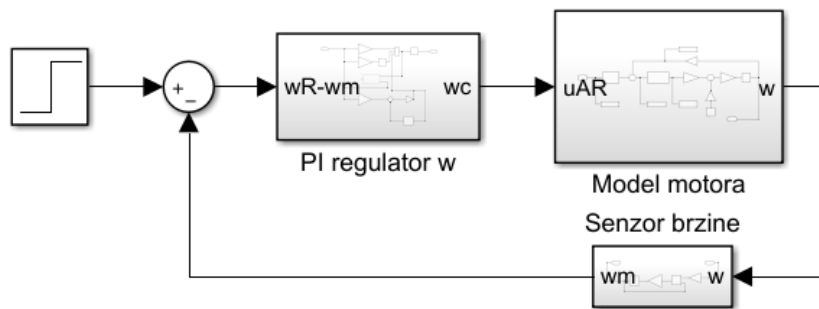 +
−
wR-wm
wc
PI regulator w
uAR
w
Model motora
Senzor brzine
wm
w